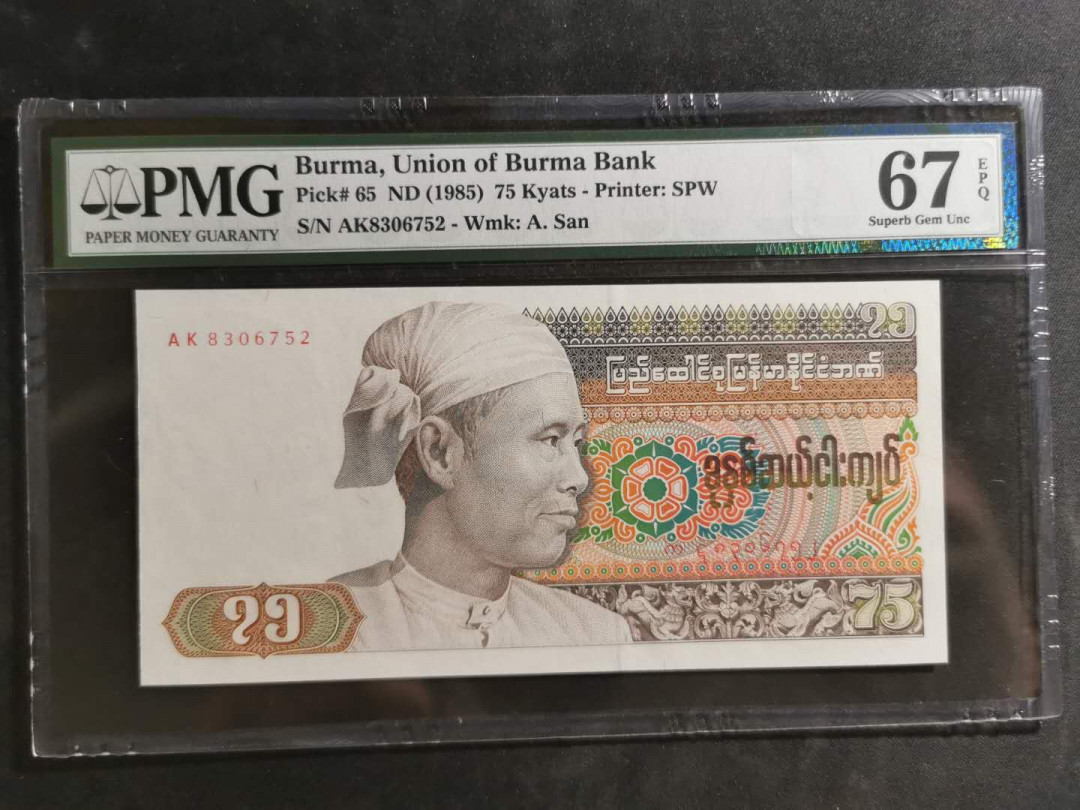 PMG
PAPER MONEY GUARANTY
Burma, Union of Burma Bank
Pick# 65 ND (1985) 75 Kyats - Printer: SPW
S/N AK8306752 - Wmk: A. San
67
EPQ
Superb Gem Unc
AK 8306752
၇၅
ပြည်ထောင်စုမြန်မာနိုင်ငံဘဏ်
ခုနှစ်ဆယ့်ငါးကျပ်
၇၅
75